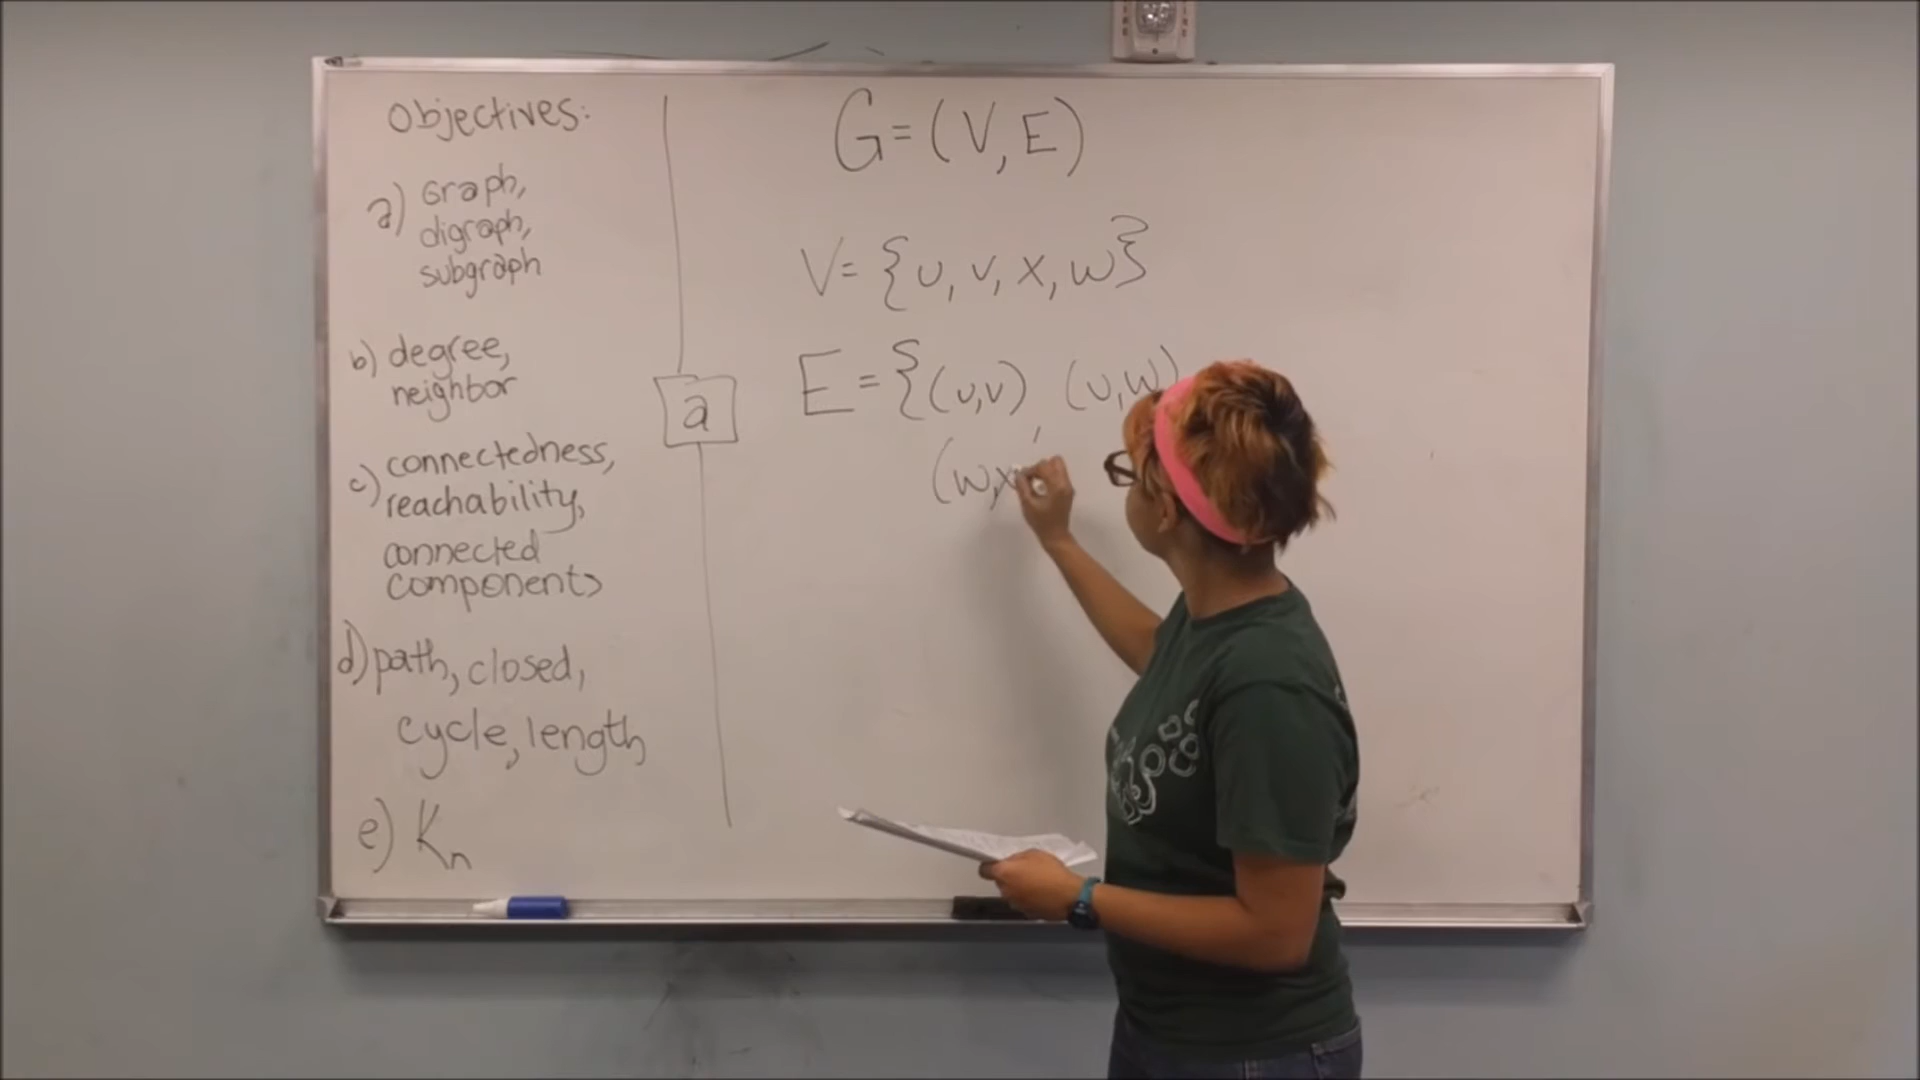 Objectives:
a) Graph,
digraph,
subgraph
b) degree,
neighbor
c) connectedness,
reachability,
connected
components
d) path, closed,
cycle, length
e) Kn
a
G=(V,E)
V={u,v,x,w}
E={(u,v), (u,w)
(w,x